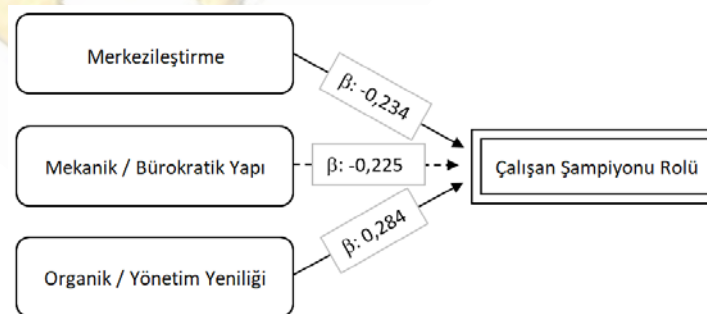 Merkezileştirme
β: -0,234
Mekanik / Bürokratik Yapı
β: -0,225
Çalışan Şampiyonu Rolü
Organik / Yönetim Yeniliği
β: 0,284